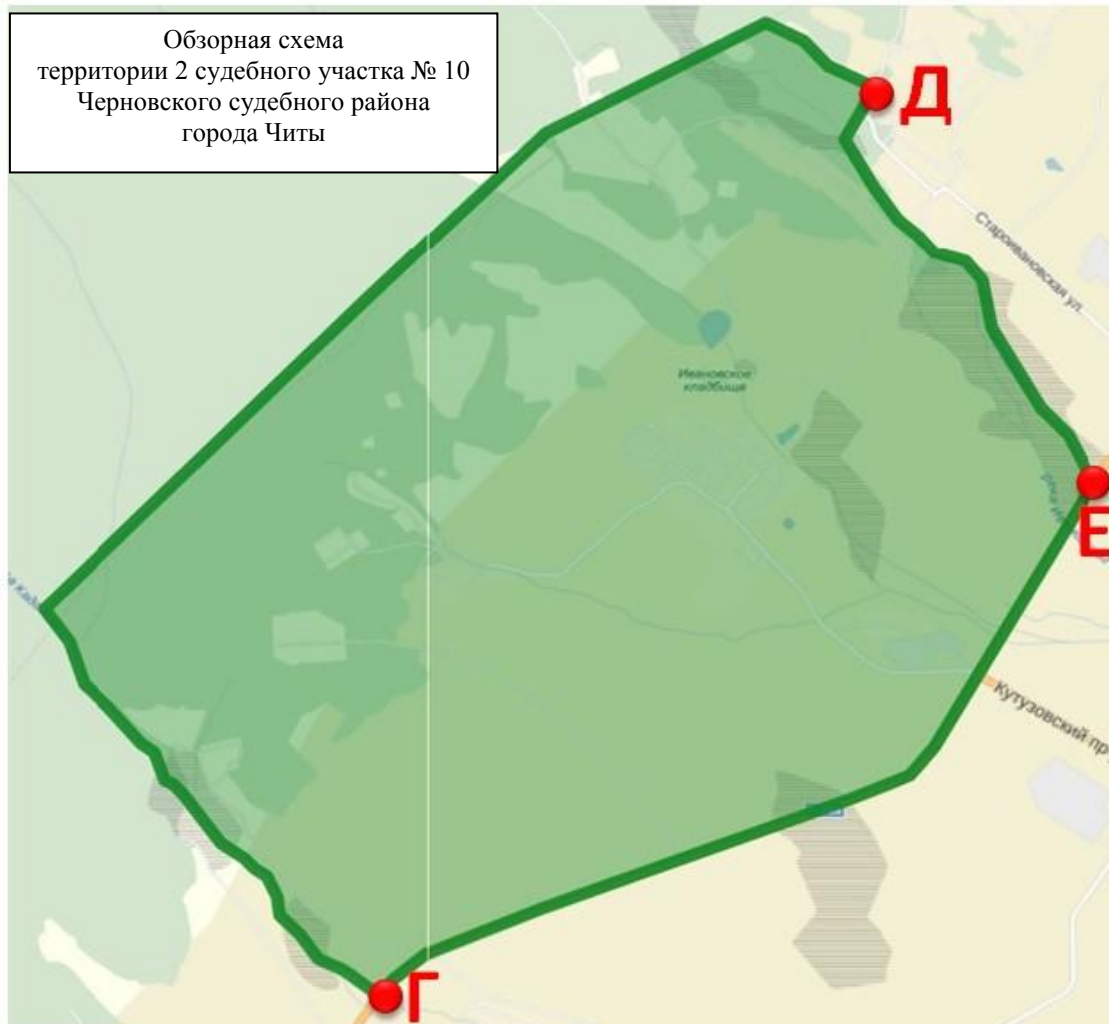 Обзорная схема
территории 2 судебного участка № 10
Черновского судебного района
города Читы
Д
Староивановская ул.
Ивановское
кладбище
река И
Е
Кутузовский пр
Г